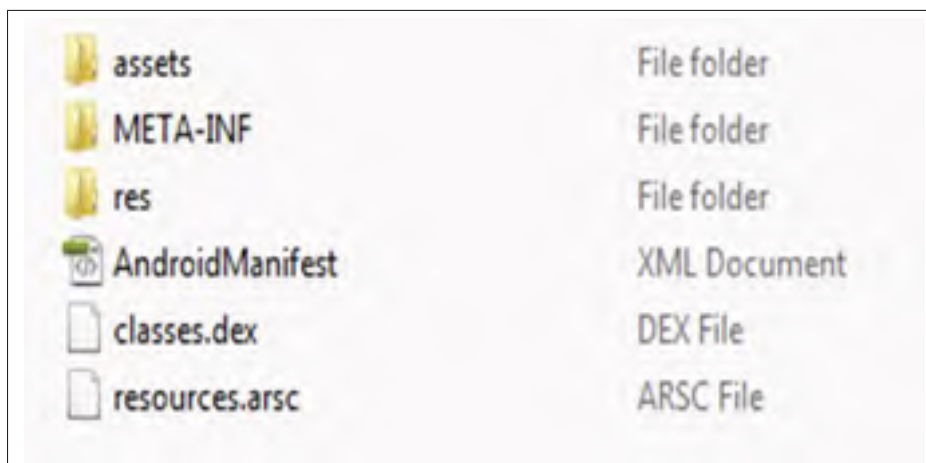 assets File folder
META-INF File folder
res File folder
AndroidManifest XML Document
classes.dex DEX File
resources.arsc ARSC File